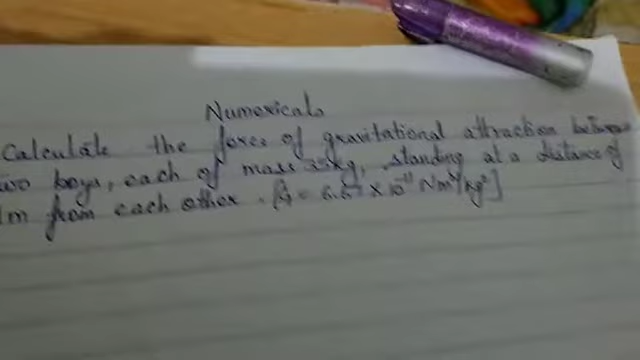 Numericals
Calculate the force of gravitational attraction between
two boys, each of mass kg, standing at a distance of
1m from each other. [G = 6.67 × 10⁻¹¹ Nm²/kg²]